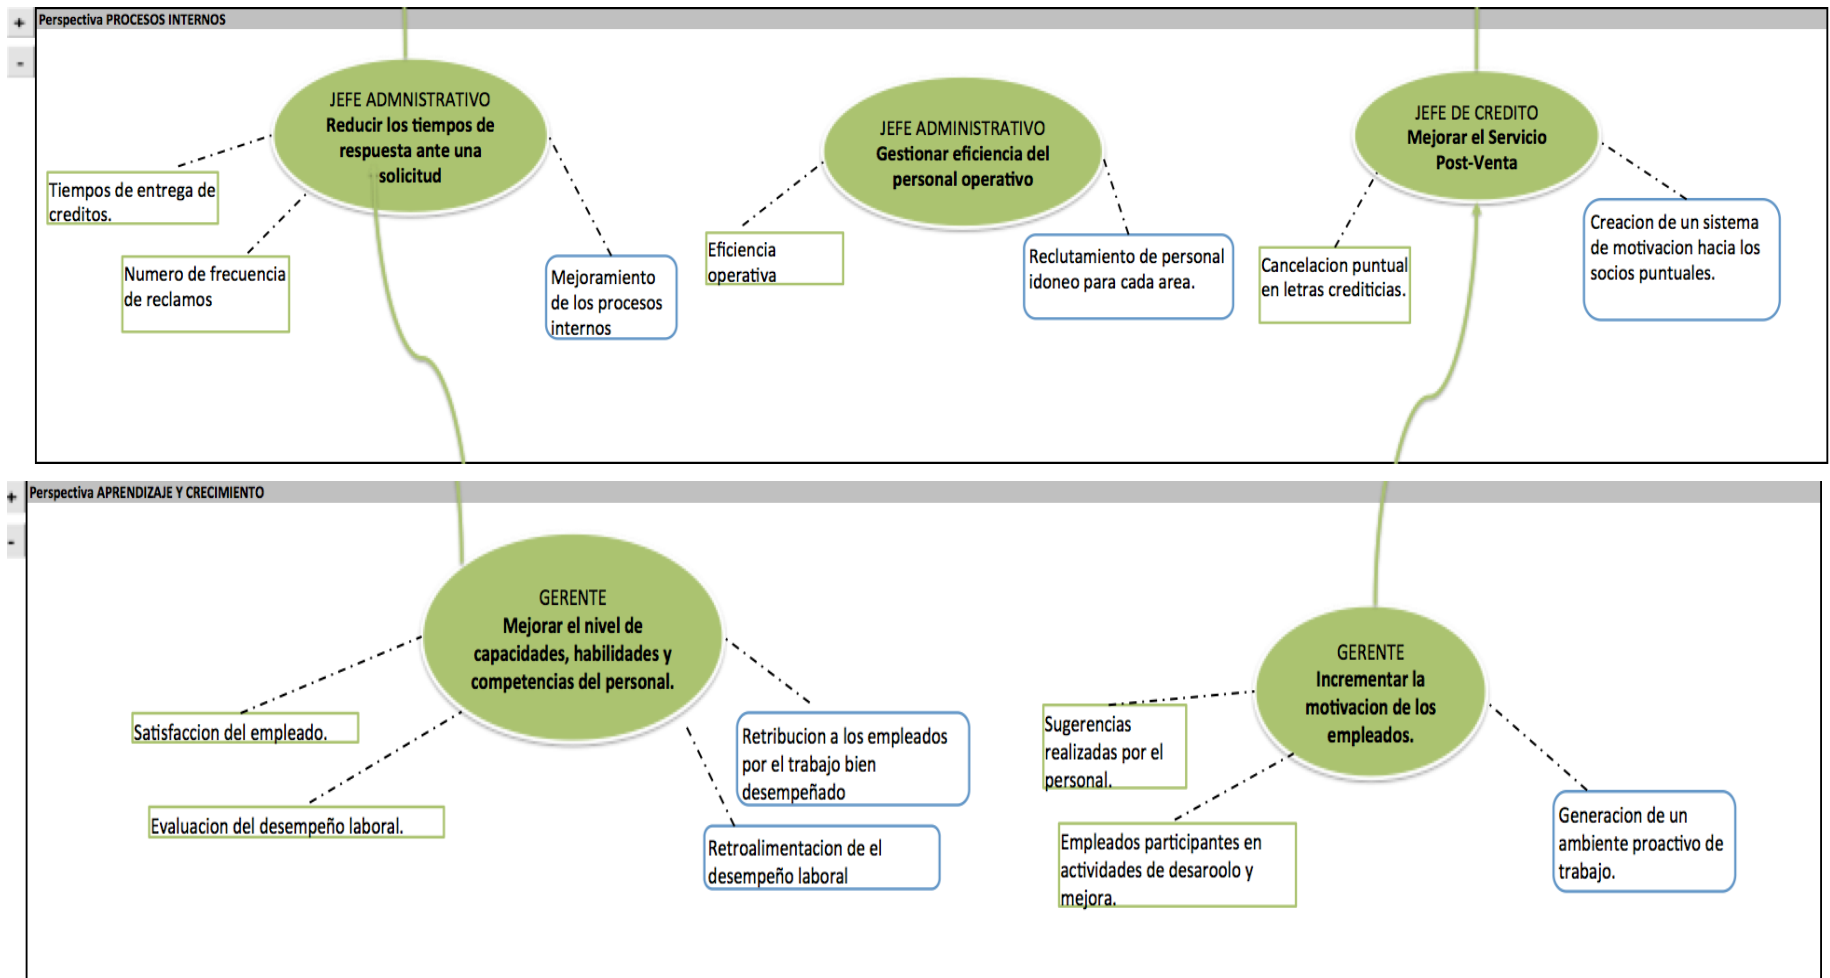 +
Perspectiva PROCESOS INTERNOS
-
JEFE ADMNISTRATIVO
Reducir los tiempos de
respuesta ante una
solicitud
Tiempos de entrega de
creditos.
Numero de frecuencia
de reclamos
Mejoramiento
de los procesos
internos
JEFE ADMINISTRATIVO
Gestionar eficiencia del
personal operativo
Eficiencia
operativa
Reclutamiento de personal
idoneo para cada area.
JEFE DE CREDITO
Mejorar el Servicio
Post-Venta
Cancelacion puntual
en letras crediticias.
Creacion de un sistema
de motivacion hacia los
socios puntuales.
+
Perspectiva APRENDIZAJE Y CRECIMIENTO
-
GERENTE
Mejorar el nivel de
capacidades, habilidades y
competencias del personal.
Satisfaccion del empleado.
Evaluacion del desempeño laboral.
Retribucion a los empleados
por el trabajo bien
desempeñado
Retroalimentacion de el
desempeño laboral
GERENTE
Incrementar la
motivacion de los
empleados.
Sugerencias
realizadas por el
personal.
Empleados participantes en
actividades de desaroolo y
mejora.
Generacion de un
ambiente proactivo de
trabajo.